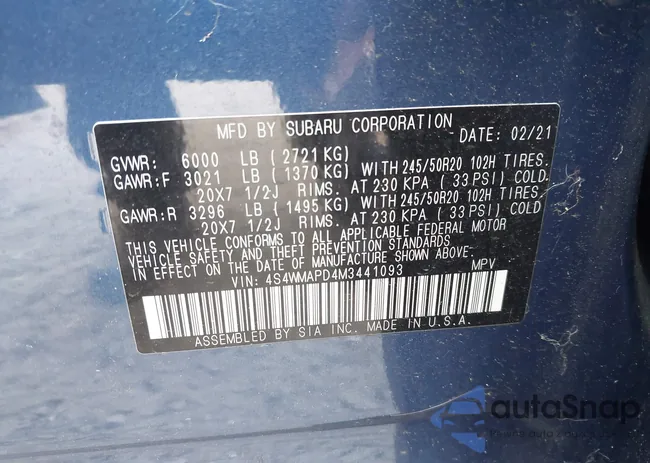 MFD BY SUBARU CORPORATION DATE: 02/21
GVWR: 6000 LB (2721 KG)
GAWR:F 3021 LB (1370 KG) WITH 245/50R20 102H TIRES,
20X7 1/2J RIMS. AT 230 KPA (33 PSI) COLD
GAWR:R 3296 LB (1495 KG) WITH 245/50R20 102H TIRES,
20X7 1/2J RIMS. AT 230 KPA (33 PSI) COLD
THIS VEHICLE CONFORMS TO ALL APPLICABLE FEDERAL MOTOR
VEHICLE SAFETY AND THEFT PREVENTION STANDARDS
IN EFFECT ON THE DATE OF MANUFACTURE SHOWN ABOVE.
VIN: 4S4WMAPD4M3441093 MPV
ASSEMBLED BY SIA INC. MADE IN U.S.A.
autoSnap